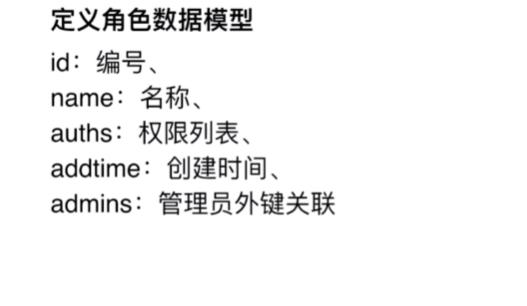 定义角色数据模型
id：编号、
name：名称、
auths：权限列表、
addtime：创建时间、
admins：管理员外键关联